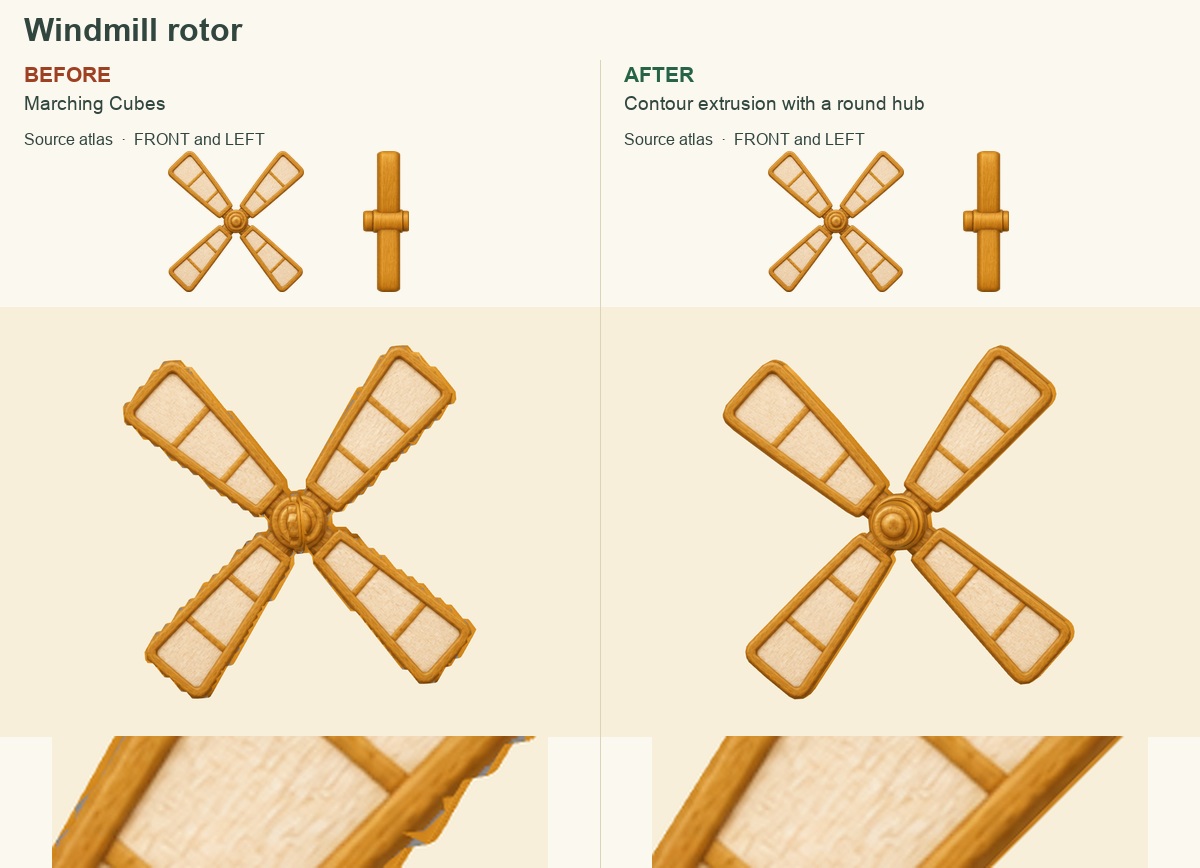 Windmill rotor
BEFORE
Marching Cubes
Source atlas · FRONT and LEFT
AFTER
Contour extrusion with a round hub
Source atlas · FRONT and LEFT